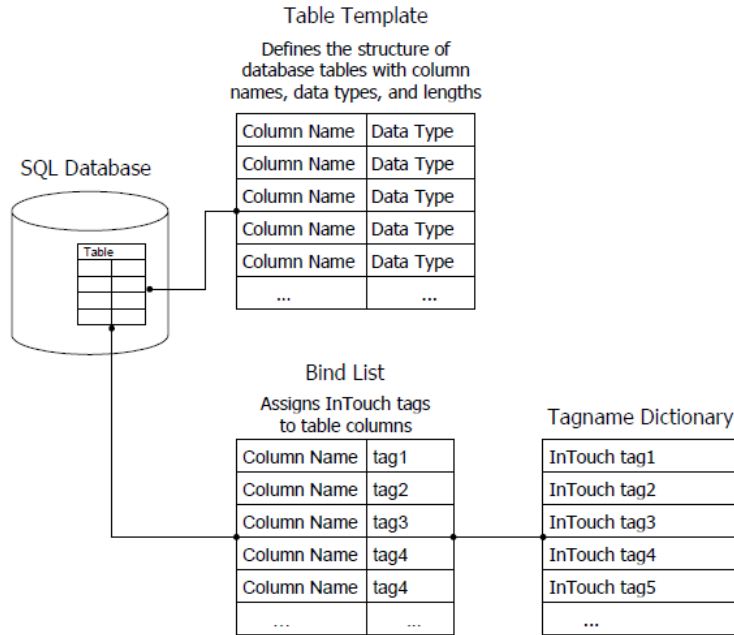 Table Template
Defines the structure of
database tables with column
names, data types, and lengths
Column Name Data Type
Column Name Data Type
Column Name Data Type
Column Name Data Type
Column Name Data Type
... ...
SQL Database
Table
Bind List
Assigns InTouch tags
to table columns
Column Name tag1
Column Name tag2
Column Name tag3
Column Name tag4
Column Name tag4
... ...
Tagname Dictionary
InTouch tag1
InTouch tag2
InTouch tag3
InTouch tag4
InTouch tag5
...